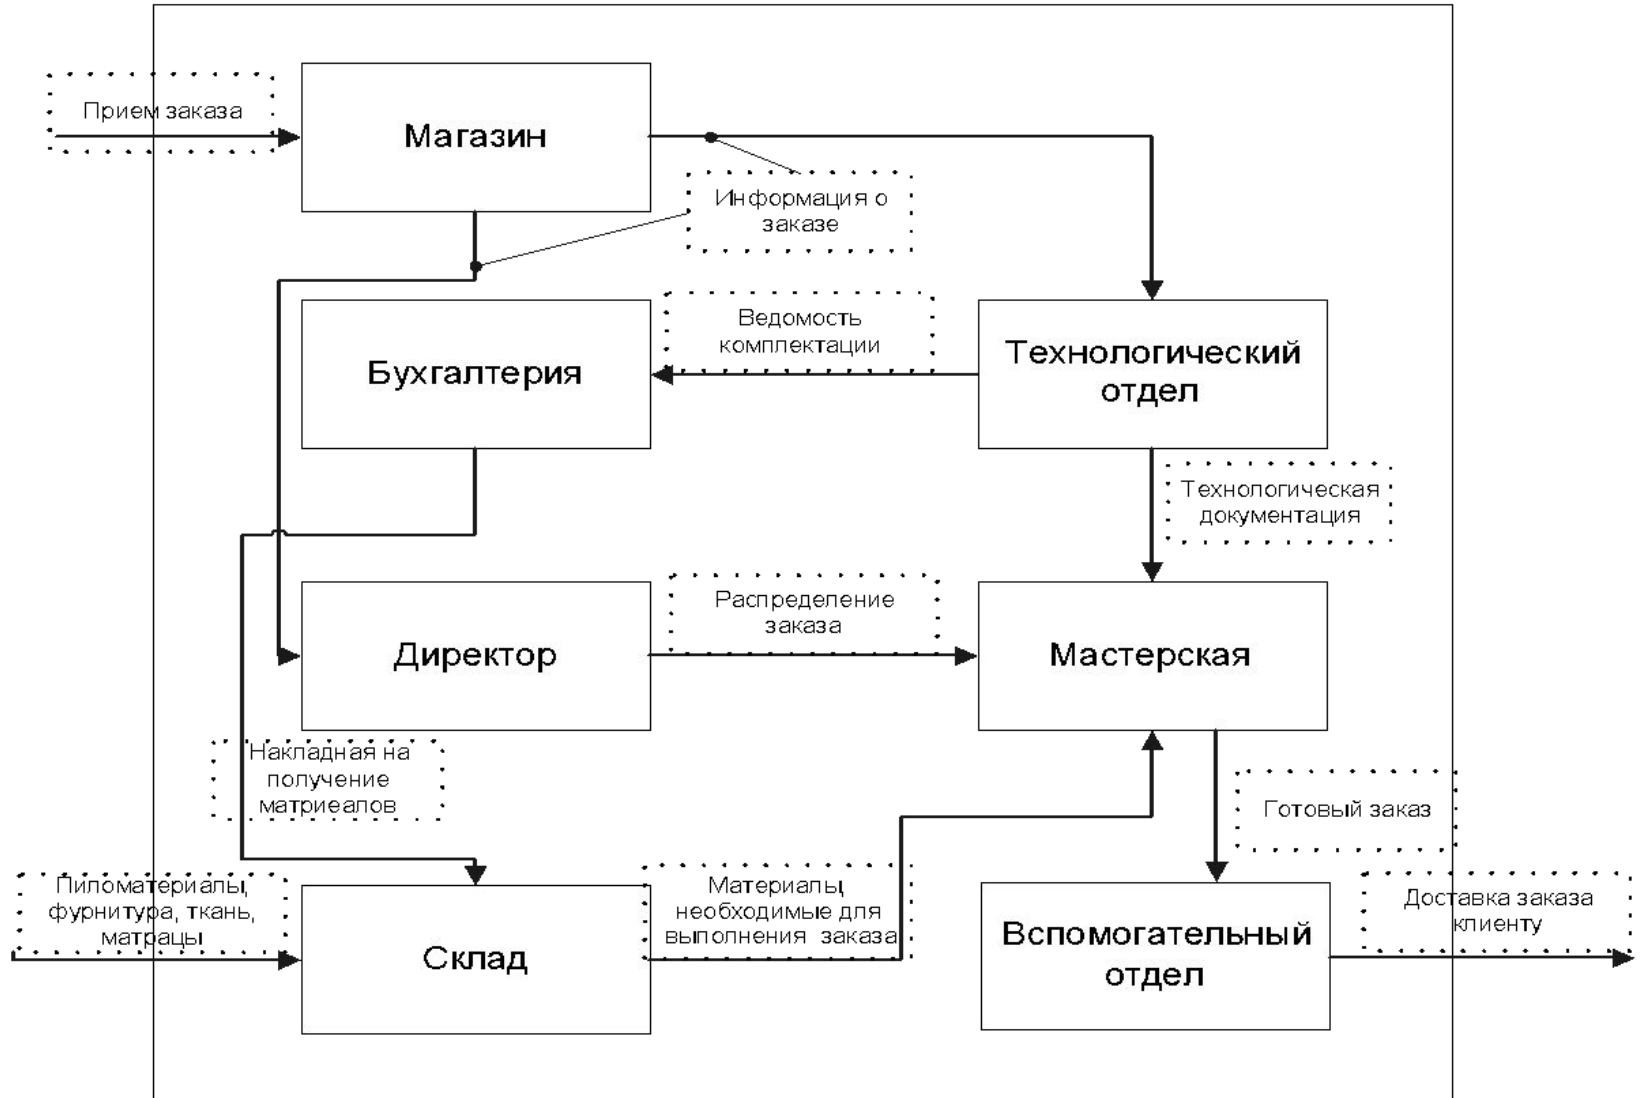 Прием заказа
Магазин
Информация о
заказе
Ведомость
комплектации
Бухгалтерия
Технологический
отдел
Технологическая
документация
Распределение
заказа
Директор
Мастерская
Накладная на
получение
матриеалов
Готовый заказ
Пиломатериалы,
фурнитура, ткань,
матрацы
Склад
Материалы,
необходимые для
выполнения заказа
Вспомогательный
отдел
Доставка заказа
клиенту